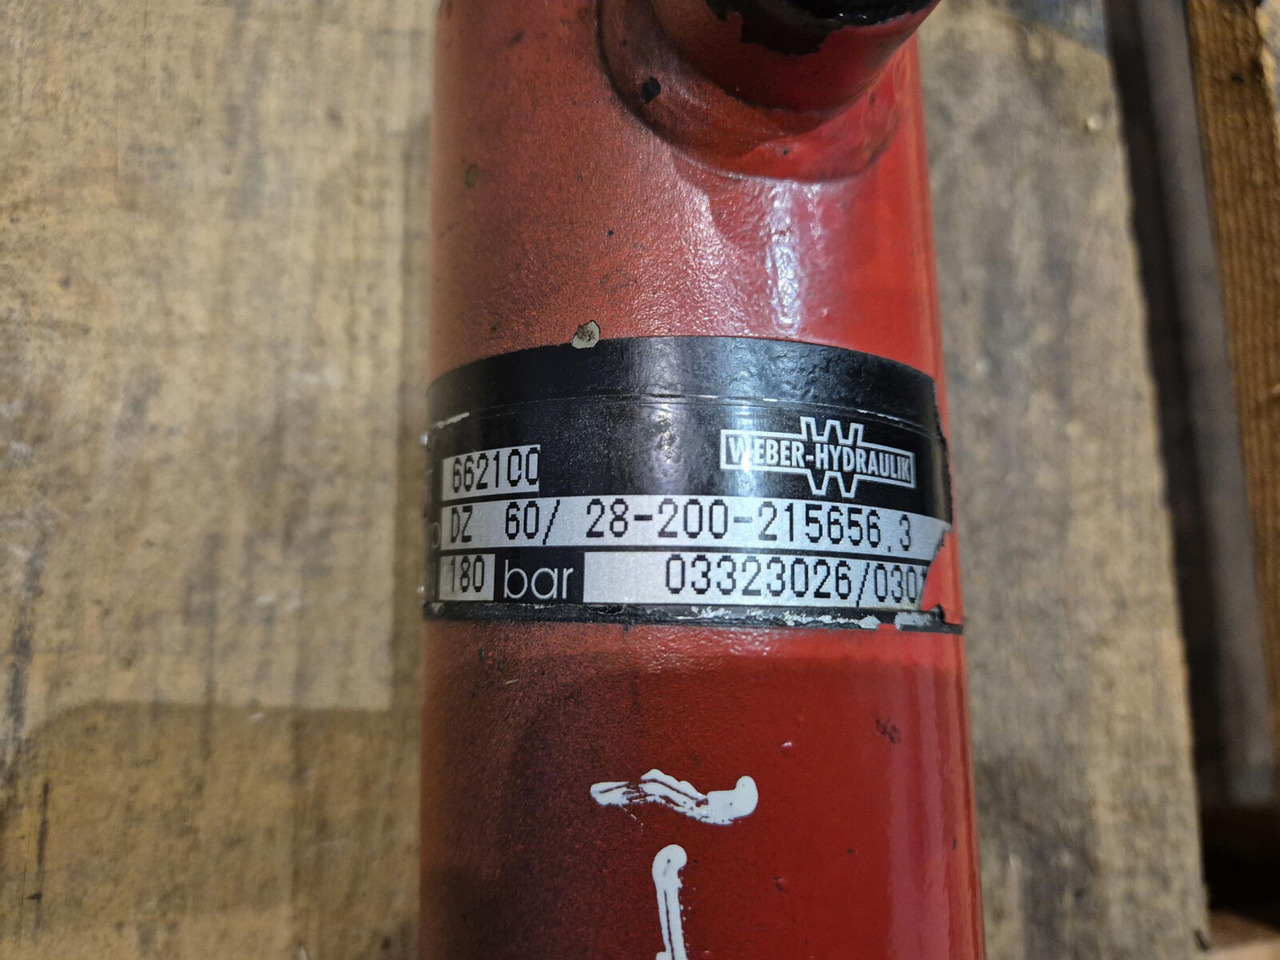 WEBER-HYDRAULIK
662100
DZ 60/ 28-200-215656.3
180 bar 03323026/030